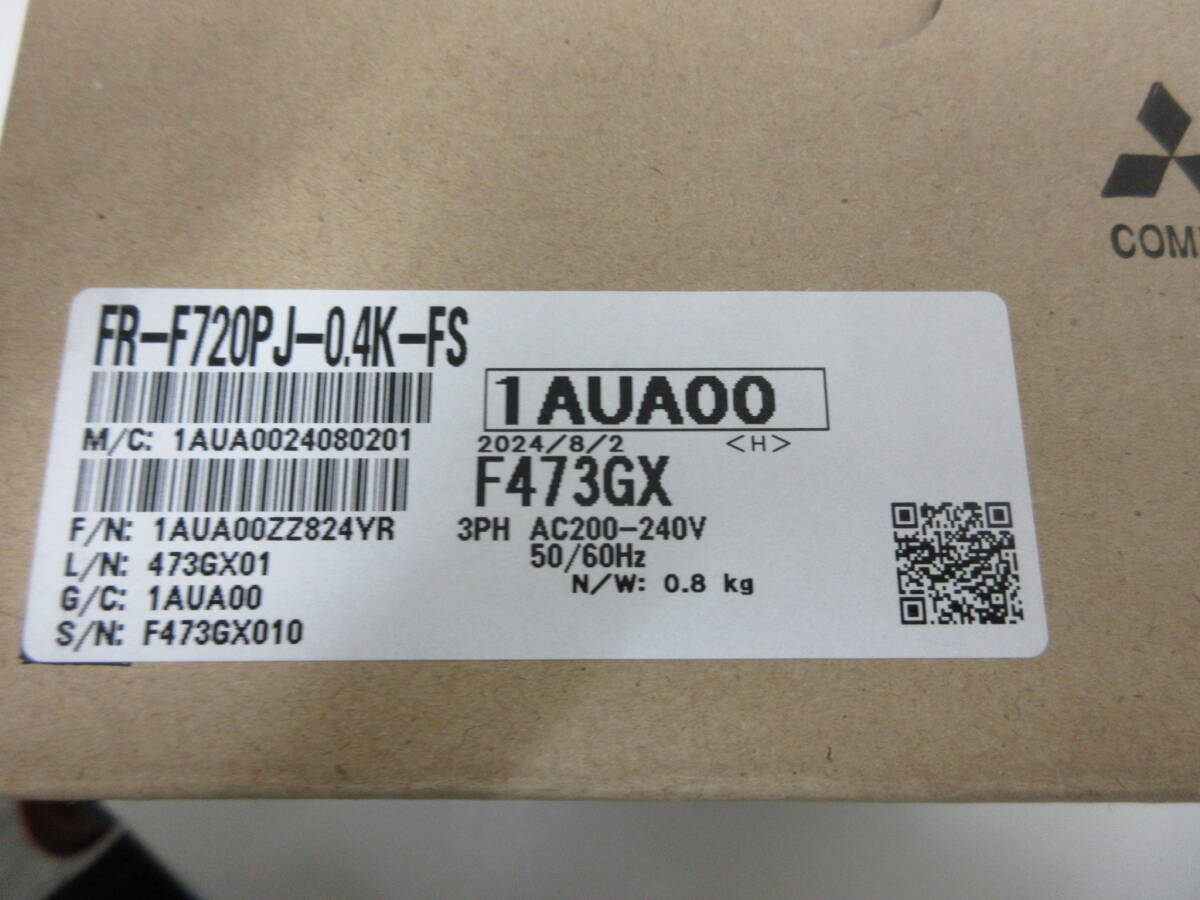 COM
FR-F720PJ-0.4K-FS
1AUA00
M/C: 1AUA0024080201
2024/8/2 <H>
F473GX
F/N: 1AUA00ZZ824YR
3PH AC200-240V
L/N: 473GX01
50/60Hz
G/C: 1AUA00
N/W: 0.8 kg
S/N: F473GX010